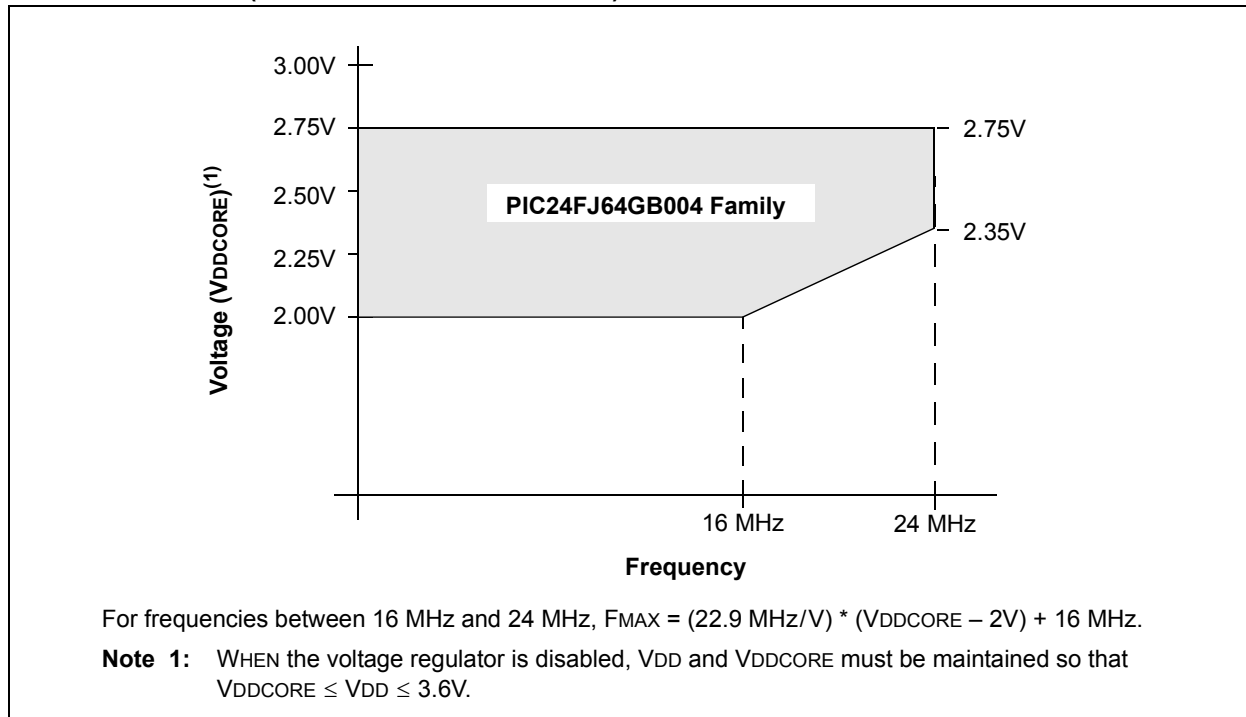 3.00V
2.75V
2.75V
2.50V
PIC24FJ64GB004 Family
2.35V
2.25V
2.00V
Voltage (VDDCORE)(1)
16 MHz
24 MHz
Frequency
For frequencies between 16 MHz and 24 MHz, FMAX = (22.9 MHz/V) * (VDDCORE – 2V) + 16 MHz.
Note 1: WHEN the voltage regulator is disabled, VDD and VDDCORE must be maintained so that
VDDCORE ≤ VDD ≤ 3.6V.